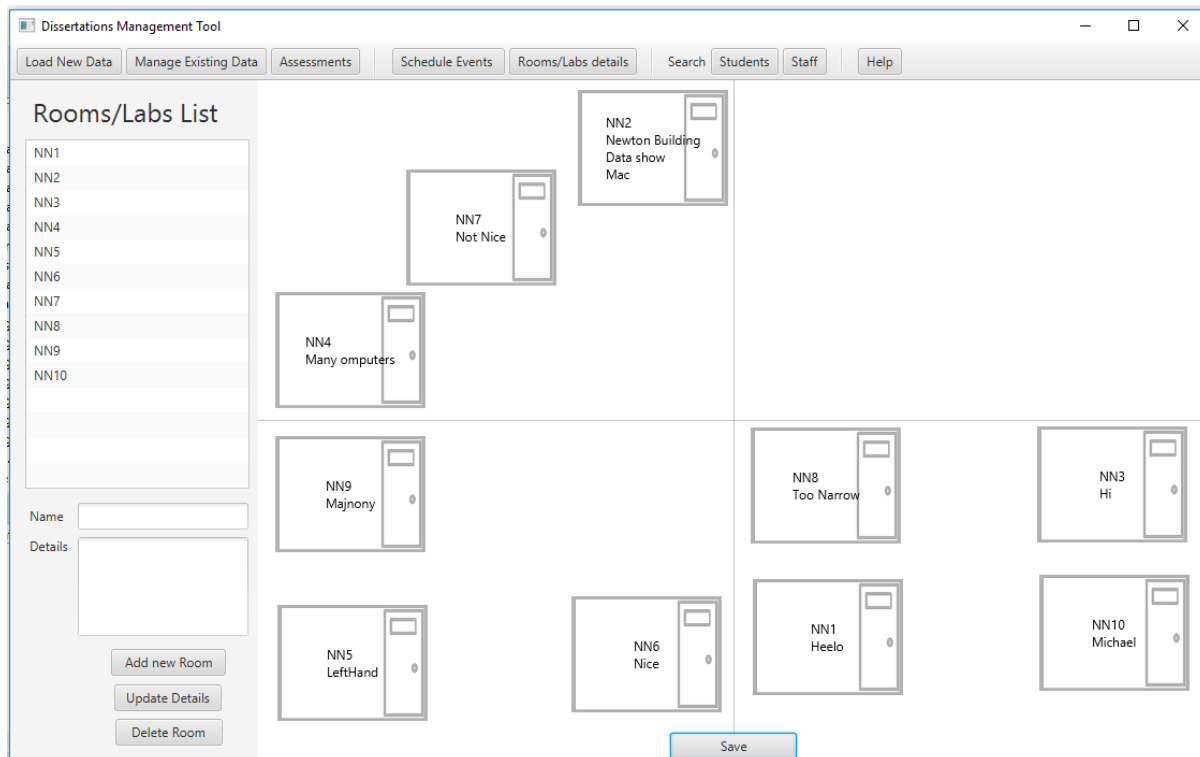 Dissertations Management Tool
Load New Data Manage Existing Data Assessments Schedule Events Rooms/Labs details Search Students Staff Help
Rooms/Labs List
NN1
NN2
NN3
NN4
NN5
NN6
NN7
NN8
NN9
NN10
Name
Details
Add new Room
Update Details
Delete Room
NN2
Newton Building
Data show
Mac
NN7
Not Nice
NN4
Many omputers
NN9
Majnony
NN8
Too Narrow
NN3
Hi
NN5
LeftHand
NN6
Nice
NN1
Heelo
NN10
Michael
Save